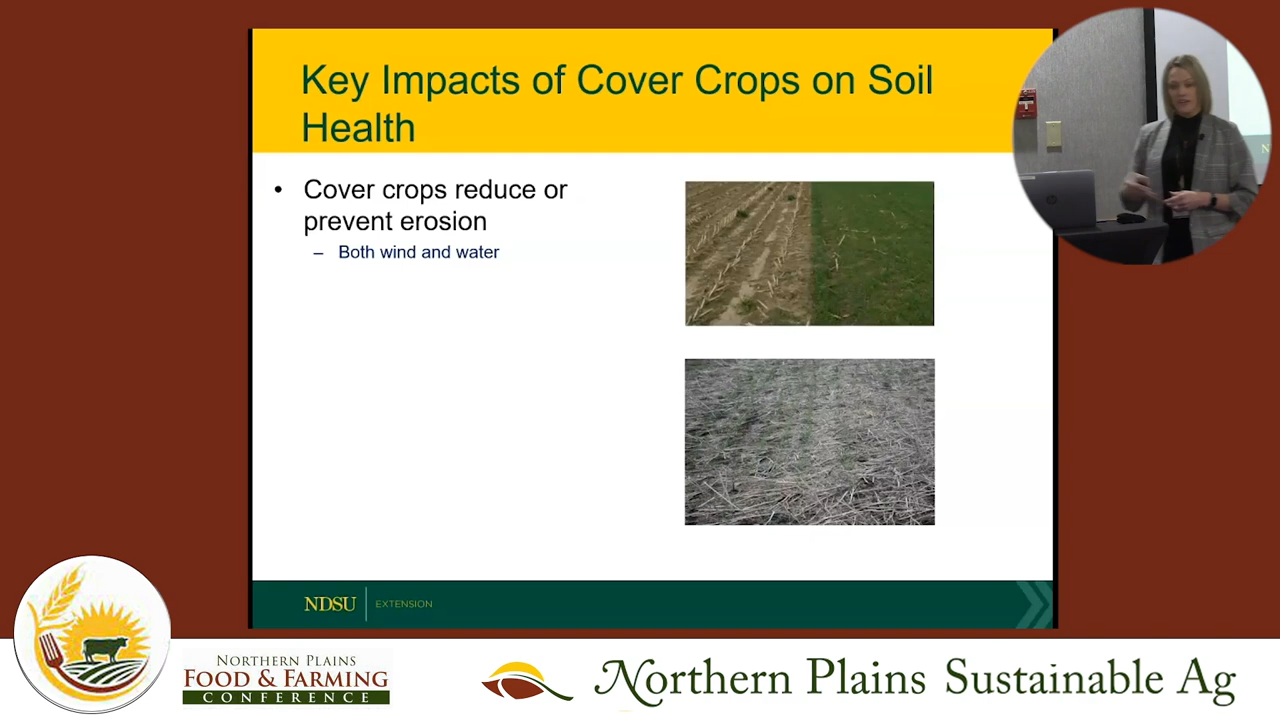 Key Impacts of Cover Crops on Soil
Health
• Cover crops reduce or
prevent erosion
– Both wind and water
NDSU EXTENSION
NORTHERN PLAINS
FOOD & FARMING
CONFERENCE
Northern Plains Sustainable Ag